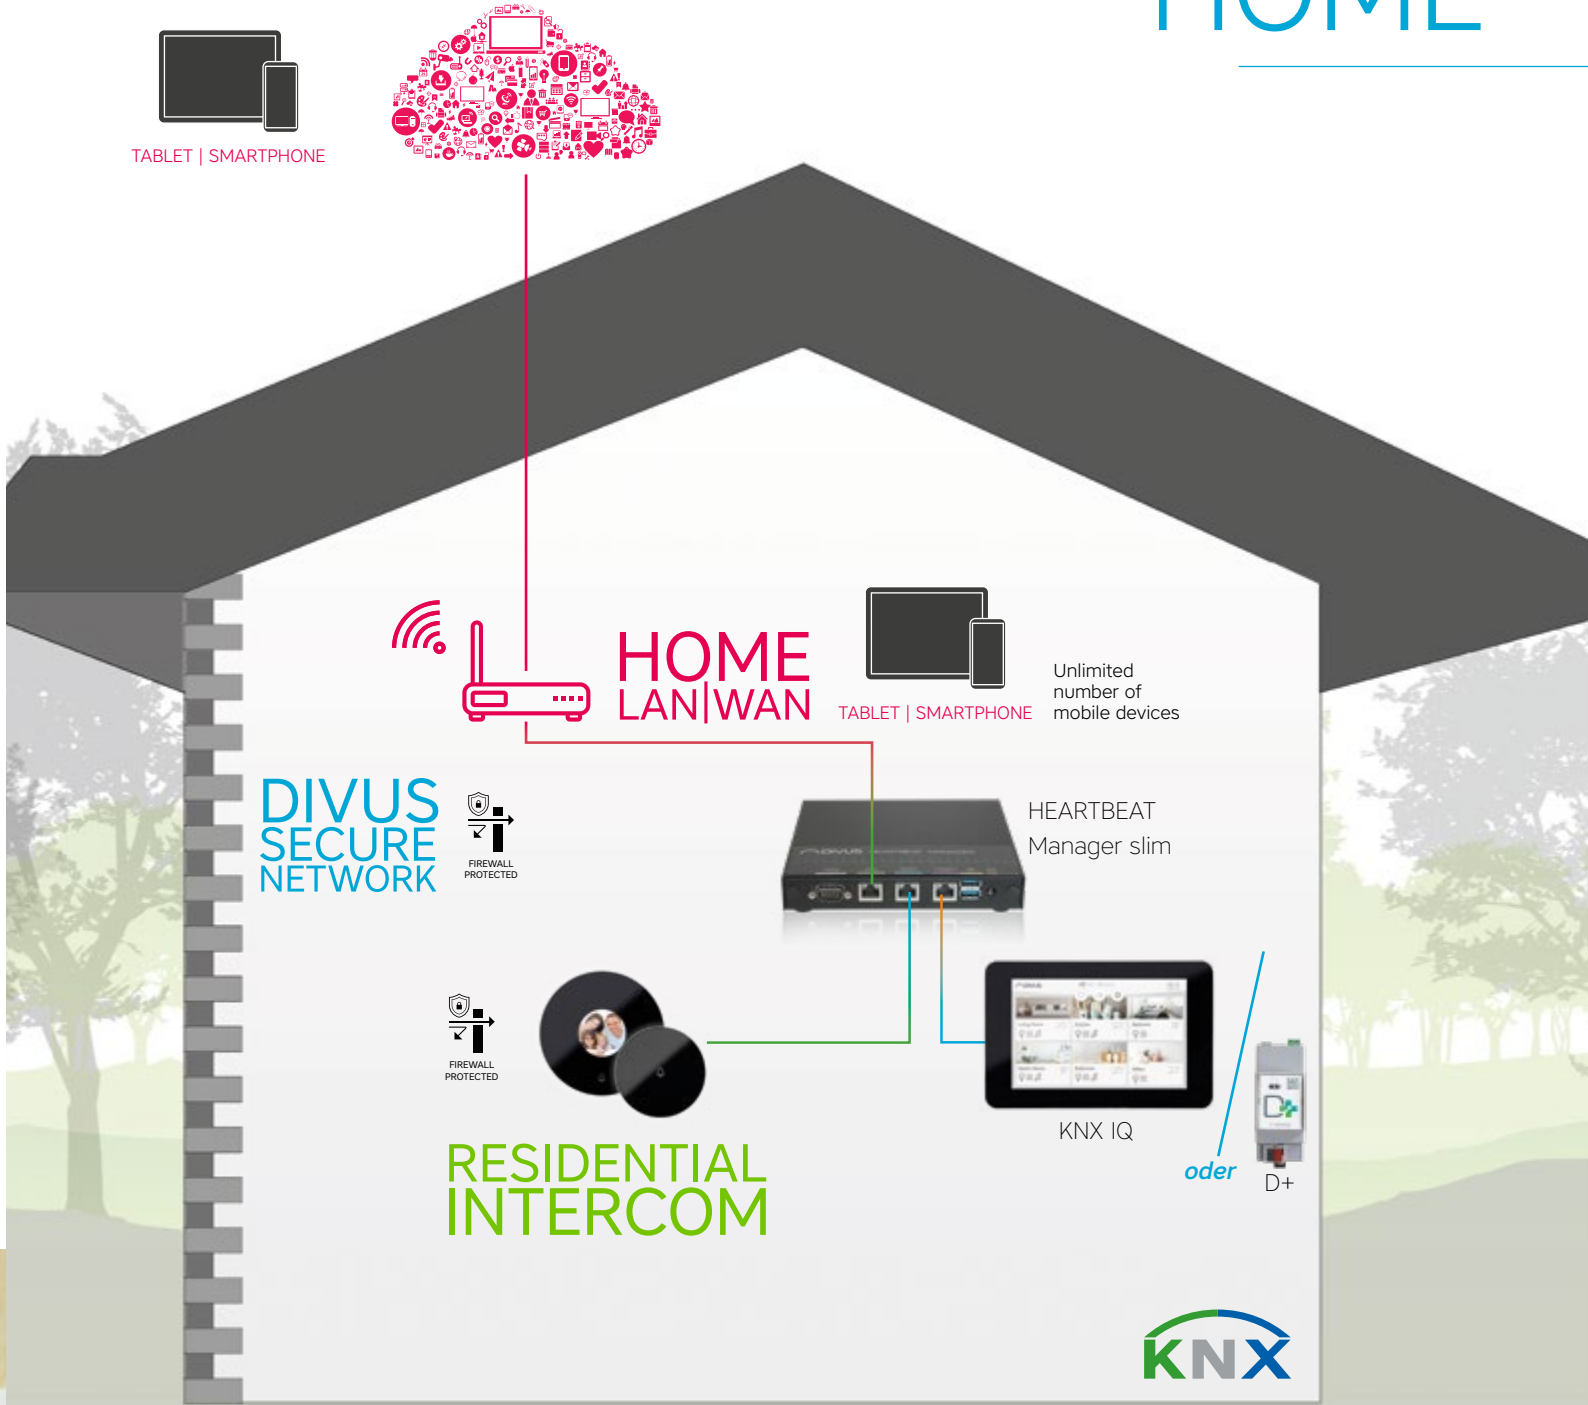 HOME
TABLET | SMARTPHONE
HOME
LAN|WAN
TABLET | SMARTPHONE
Unlimited
number of
mobile devices
DIVUS
SECURE
NETWORK
FIREWALL
PROTECTED
HEARTBEAT
Manager slim
DIVUS
FIREWALL
PROTECTED
RESIDENTIAL
INTERCOM
KNX IQ
oder
D+
D+
KNX